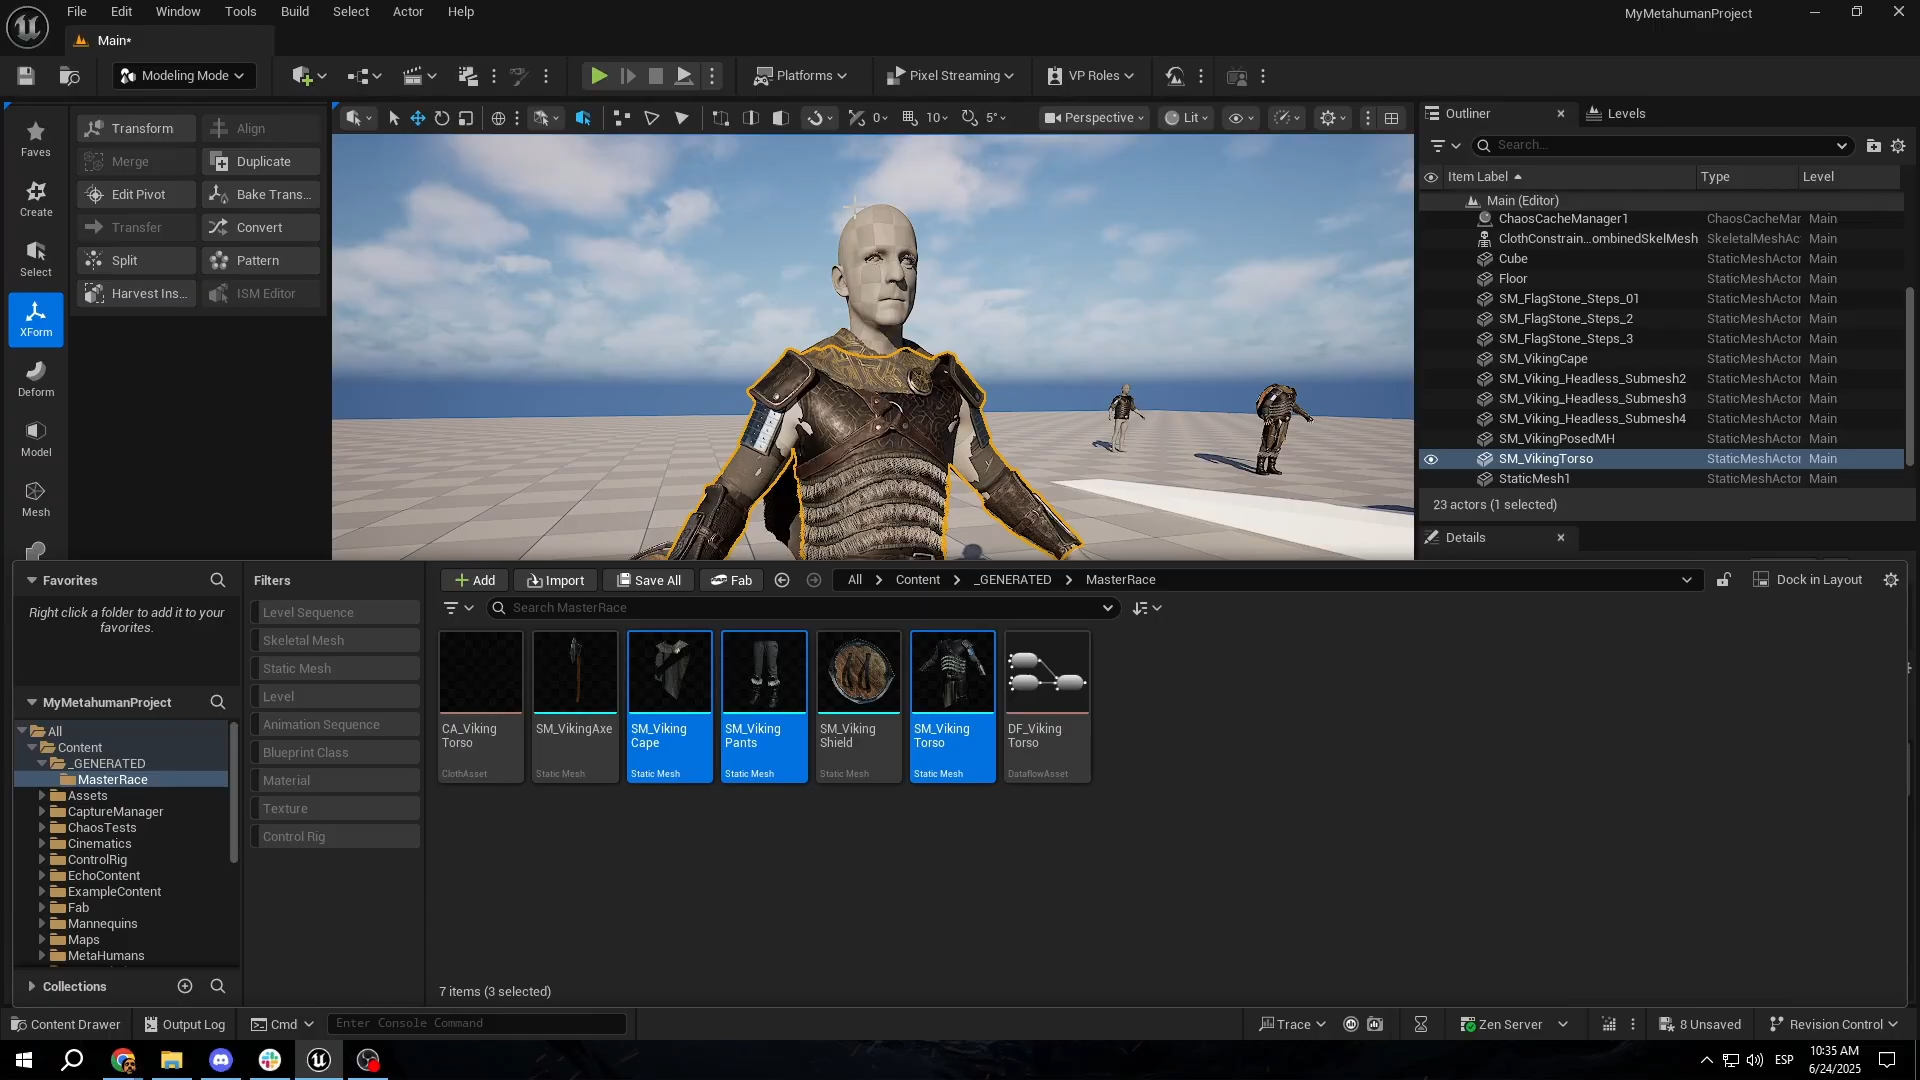 File Edit Window Tools Build Select Actor Help
MyMetahumanProject
Main*
Modeling Mode
Platforms
Pixel Streaming
VP Roles
Faves
Create
Select
XForm
Deform
Model
Mesh
Transform Align
Merge Duplicate
Edit Pivot Bake Trans...
Transfer Convert
Split Pattern
Harvest Ins... ISM Editor
0 10 5° Perspective Lit
Outliner Levels
Search...
Item Label Type Level
Main (Editor)
ChaosCacheManager1 ChaosCacheMar Main
ClothConstrain...ombinedSkelMesh SkeletalMeshAc Main
Cube StaticMeshActor Main
Floor StaticMeshActor Main
SM_FlagStone_Steps_01 StaticMeshActor Main
SM_FlagStone_Steps_2 StaticMeshActor Main
SM_FlagStone_Steps_3 StaticMeshActor Main
SM_VikingCape StaticMeshActor Main
SM_Viking_Headless_Submesh2 StaticMeshActor Main
SM_Viking_Headless_Submesh3 StaticMeshActor Main
SM_Viking_Headless_Submesh4 StaticMeshActor Main
SM_VikingPosedMH StaticMeshActor Main
SM_VikingTorso StaticMeshActor Main
StaticMesh1 StaticMeshActor Main
23 actors (1 selected)
Details
Favorites
Right click a folder to add it to your
favorites.
MyMetahumanProject
All
Content
_GENERATED
MasterRace
Assets
CaptureManager
ChaosTests
Cinematics
ControlRig
EchoContent
ExampleContent
Fab
Mannequins
Maps
MetaHumans
Collections
Filters
Level Sequence
Skeletal Mesh
Static Mesh
Level
Animation Sequence
Blueprint Class
Material
Texture
Control Rig
Add Import Save All Fab All Content _GENERATED MasterRace Dock in Layout
Search MasterRace
CA_Viking
Torso
ClothAsset
SM_VikingAxe
Static Mesh
SM_Viking
Cape
Static Mesh
SM_Viking
Pants
Static Mesh
SM_Viking
Shield
Static Mesh
SM_Viking
Torso
Static Mesh
DF_Viking
Torso
DataflowAsset
7 items (3 selected)
Content Drawer Output Log Cmd Enter Console Command Trace Zen Server 8 Unsaved Revision Control
ESP
10:35 AM
6/24/2025